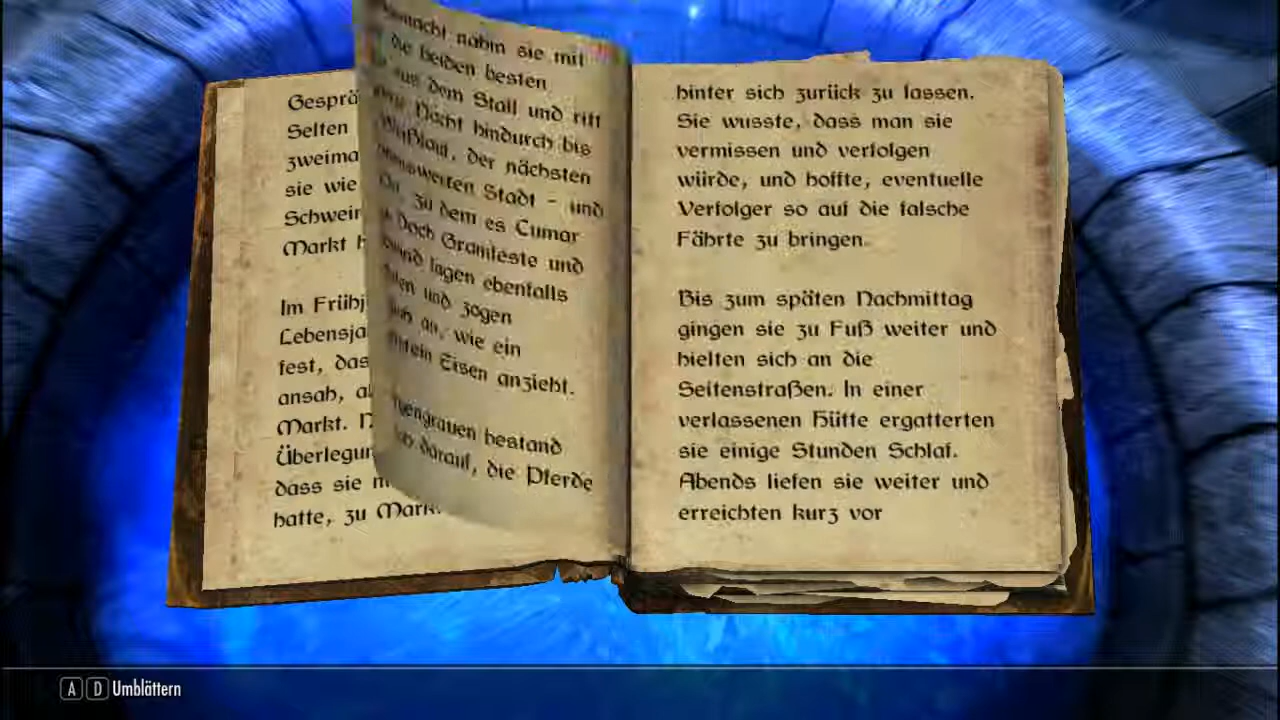 Gesprä
Selten
zweima
sie wie
Schwein
Markt h
Im Frühj
Lebensja
fest, das
ansah, al
Markt. N
Überlegun
dass sie m
hatte, zu Mark
nahm sie mit
die beiden besten
aus dem Stall und ritt
Nacht hindurch bis
der nächsten
Stadt - und
zu dem es Cumar
Doch Granfeste und
lagen ebenfalls
und zogen
an, wie ein
Eisen anzieht.
bestand
darauf, die Pferde
hinter sich zurück zu lassen.
Sie wusste, dass man sie
vermissen und verfolgen
würde, und hoffte, eventuelle
Verfolger so auf die falsche
Fährte zu bringen.
Bis zum späten Nachmittag
gingen sie zu Fuß weiter und
hielten sich an die
Seitenstraßen. In einer
verlassenen Hütte ergatterten
sie einige Stunden Schlaf.
Abends liefen sie weiter und
erreichten kurz vor
A D Umblättern